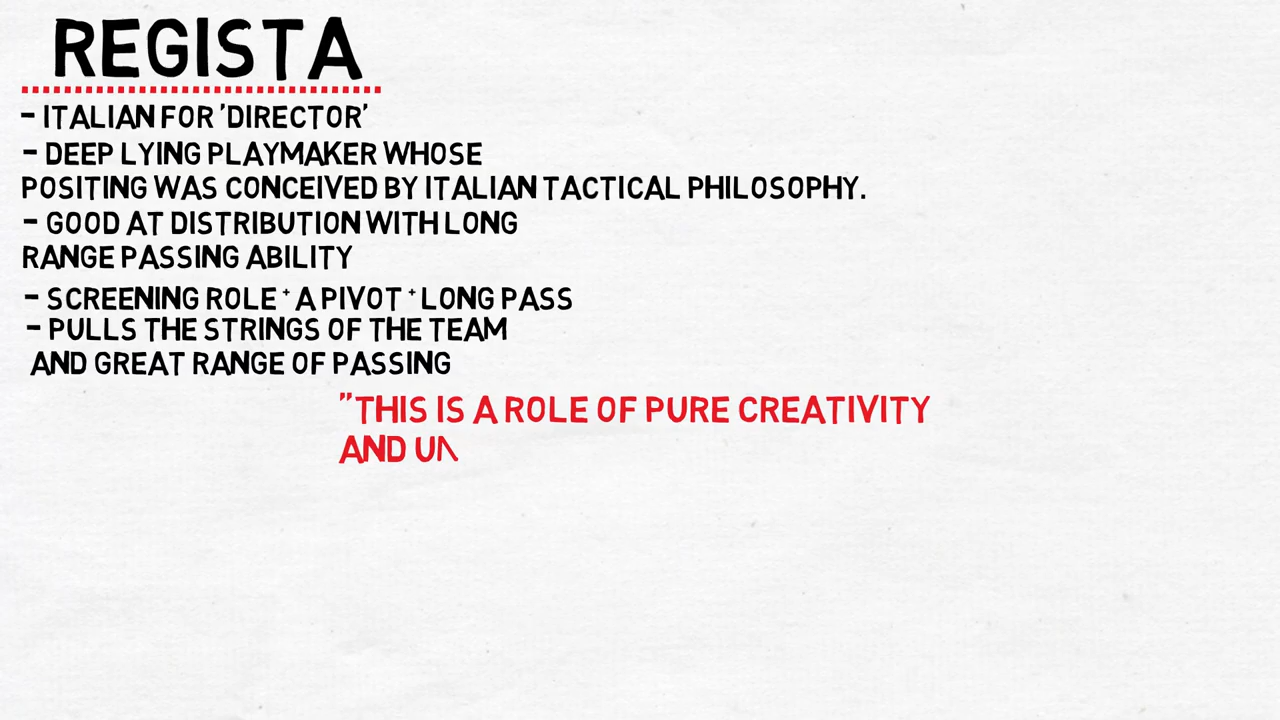 REGISTA
- ITALIAN FOR 'DIRECTOR'
- DEEP LYING PLAYMAKER WHOSE
POSITING WAS CONCEIVED BY ITALIAN TACTICAL PHILOSOPHY.
- GOOD AT DISTRIBUTION WITH LONG
RANGE PASSING ABILITY
- SCREENING ROLE + A PIVOT + LONG PASS
- PULLS THE STRINGS OF THE TEAM
AND GREAT RANGE OF PASSING
"THIS IS A ROLE OF PURE CREATIVITY
AND